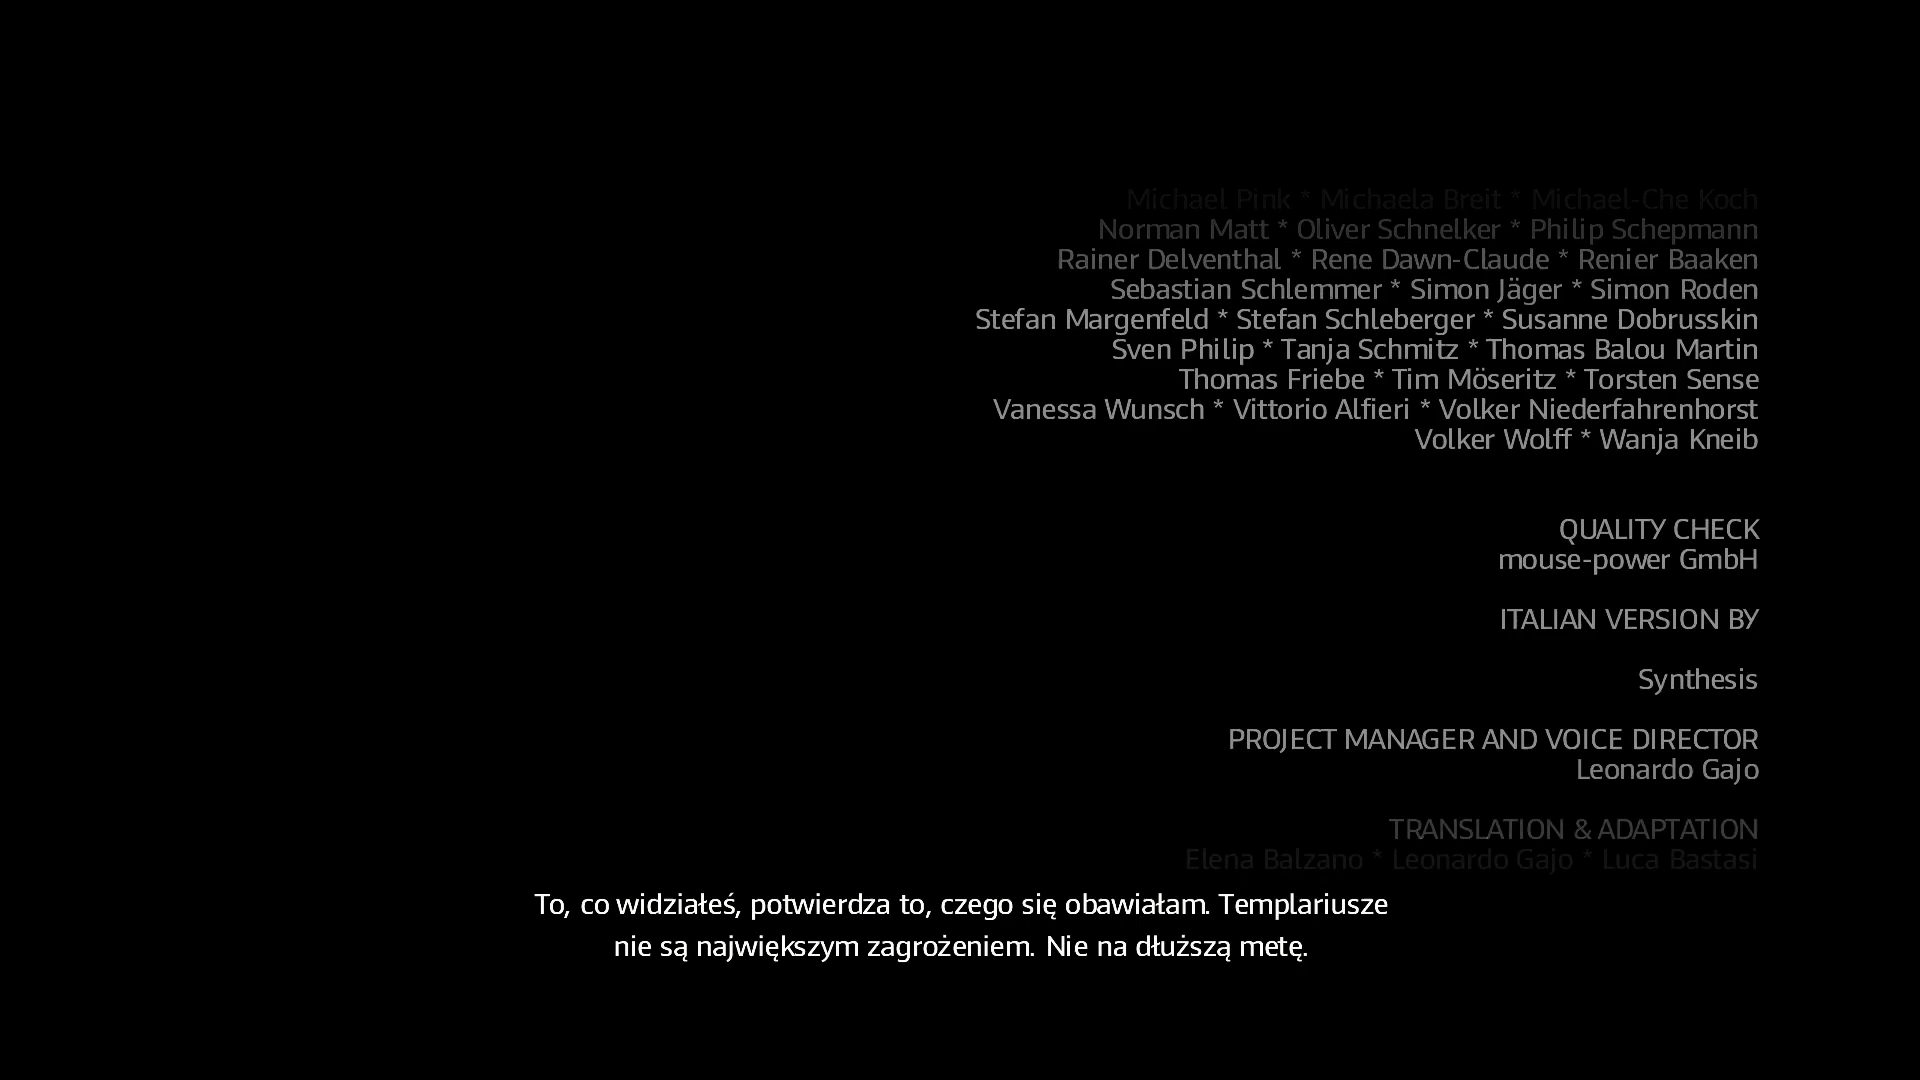 Michael Pink * Michaela Breit * Michael-Che Koch
Norman Matt * Oliver Schnelker * Philip Schepmann
Rainer Delventhal * Rene Dawn-Claude * Renier Baaken
Sebastian Schlemmer * Simon Jäger * Simon Roden
Stefan Margenfeld * Stefan Schleberger * Susanne Dobrusskin
Sven Philip * Tanja Schmitz * Thomas Balou Martin
Thomas Friebe * Tim Möseritz * Torsten Sense
Vanessa Wunsch * Vittorio Alfieri * Volker Niederfahrenhorst
Volker Wolff * Wanja Kneib
QUALITY CHECK
mouse-power GmbH
ITALIAN VERSION BY
Synthesis
PROJECT MANAGER AND VOICE DIRECTOR
Leonardo Gajo
TRANSLATION & ADAPTATION
Elena Balzano * Leonardo Gajo * Luca Bastasi
To, co widziałeś, potwierdza to, czego się obawiałam. Templariusze
nie są największym zagrożeniem. Nie na dłuższą metę.